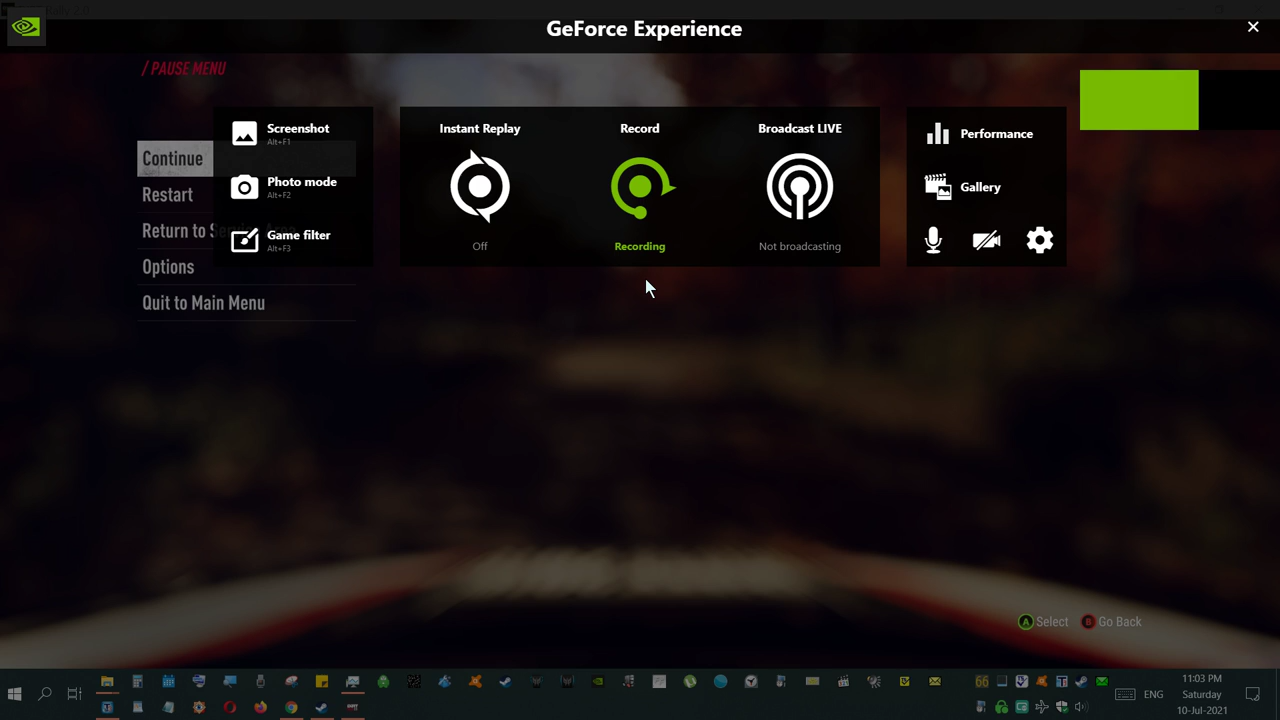 GeForce Experience
/ PAUSE MENU
Screenshot
Alt+F1
Photo mode
Alt+F2
Game filter
Alt+F3
Continue
Restart
Return to
Options
Quit to Main Menu
Instant Replay
Off
Record
Recording
Broadcast LIVE
Not broadcasting
Performance
Gallery
A Select B Go Back
66
ENG
11:03 PM
Saturday
10-Jul-2021